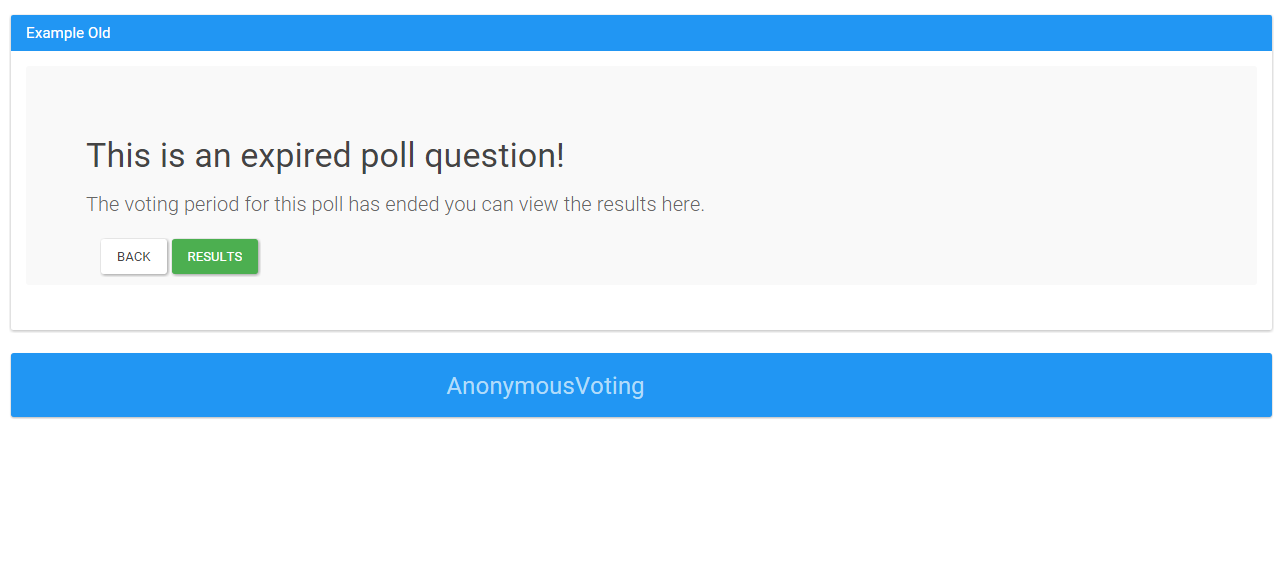 Example Old
This is an expired poll question!
The voting period for this poll has ended you can view the results here.
BACK RESULTS
AnonymousVoting